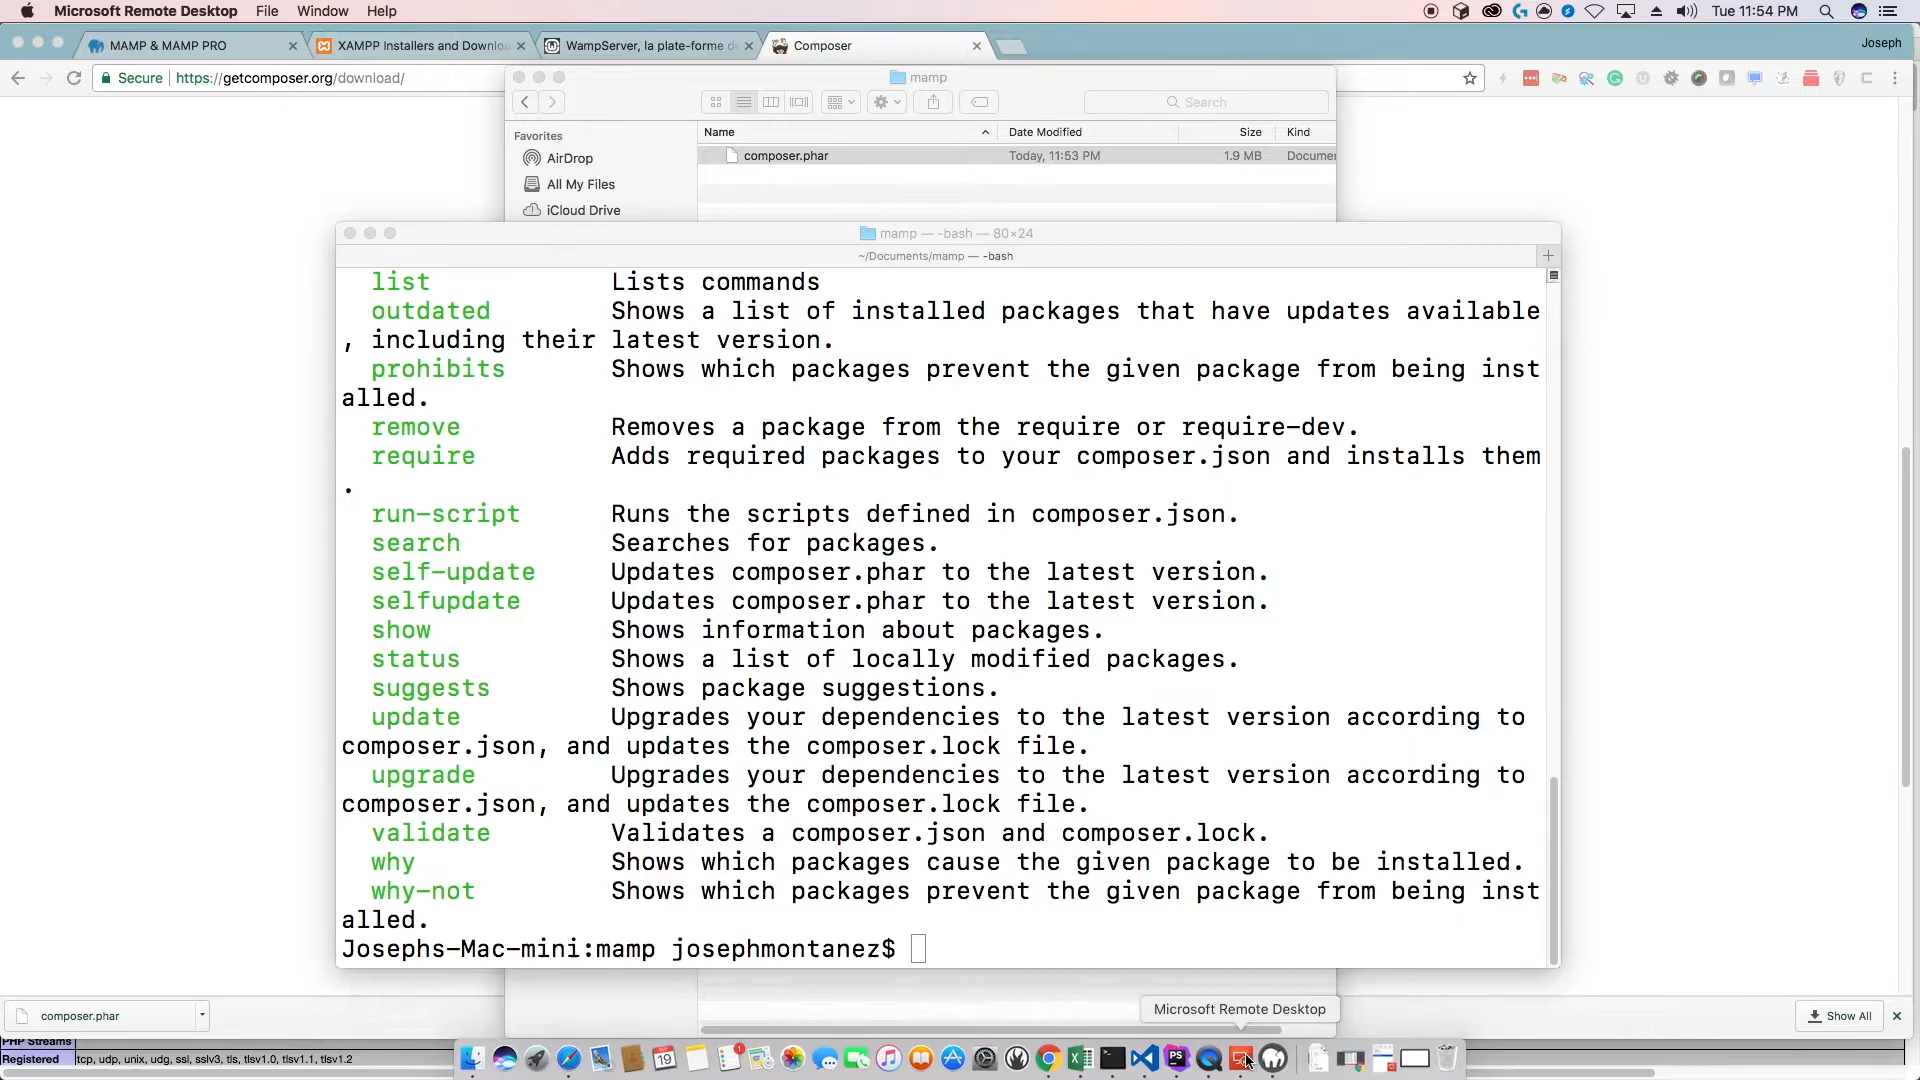 Microsoft Remote Desktop File Window Help
Tue 11:54 PM
MAMP & MAMP PRO
XAMPP Installers and Downlo
WampServer, la plate-forme d
Composer
Joseph
Secure https://getcomposer.org/download/
mamp
Search
Favorites
Name
Date Modified
Size
Kind
AirDrop
composer.phar
Today, 11:53 PM
1.9 MB
Documen
All My Files
iCloud Drive
mamp — -bash — 80×24
~/Documents/mamp — -bash
list Lists commands
outdated Shows a list of installed packages that have updates available
, including their latest version.
prohibits Shows which packages prevent the given package from being inst
alled.
remove Removes a package from the require or require-dev.
require Adds required packages to your composer.json and installs them
.
run-script Runs the scripts defined in composer.json.
search Searches for packages.
self-update Updates composer.phar to the latest version.
selfupdate Updates composer.phar to the latest version.
show Shows information about packages.
status Shows a list of locally modified packages.
suggests Shows package suggestions.
update Upgrades your dependencies to the latest version according to
composer.json, and updates the composer.lock file.
upgrade Upgrades your dependencies to the latest version according to
composer.json, and updates the composer.lock file.
validate Validates a composer.json and composer.lock.
why Shows which packages cause the given package to be installed.
why-not Shows which packages prevent the given package from being inst
alled.
Josephs-Mac-mini:mamp josephmontanez$
Microsoft Remote Desktop
composer.phar
Show All
PHP Streams
Registered tcp, udp, unix, udg, ssl, sslv3, tls, tlsv1.0, tlsv1.1, tlsv1.2
19
1
PS